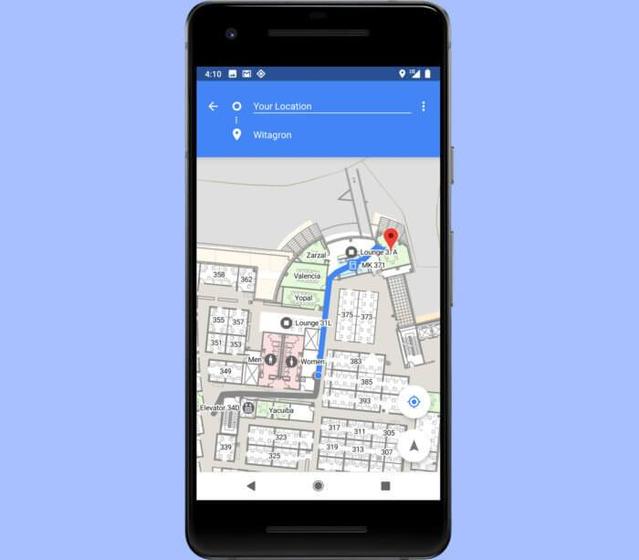 4:10
Your Location
Witagron
Lounge 3
MK 371
Zarzal
Valencia
Yopal
358
362
355
357
351
353
349
Lounge 31L
375
373
Men
Women
383
385
393
Elevator 34D
Yacuiba
323
325
339
317
311
305
319
313
307